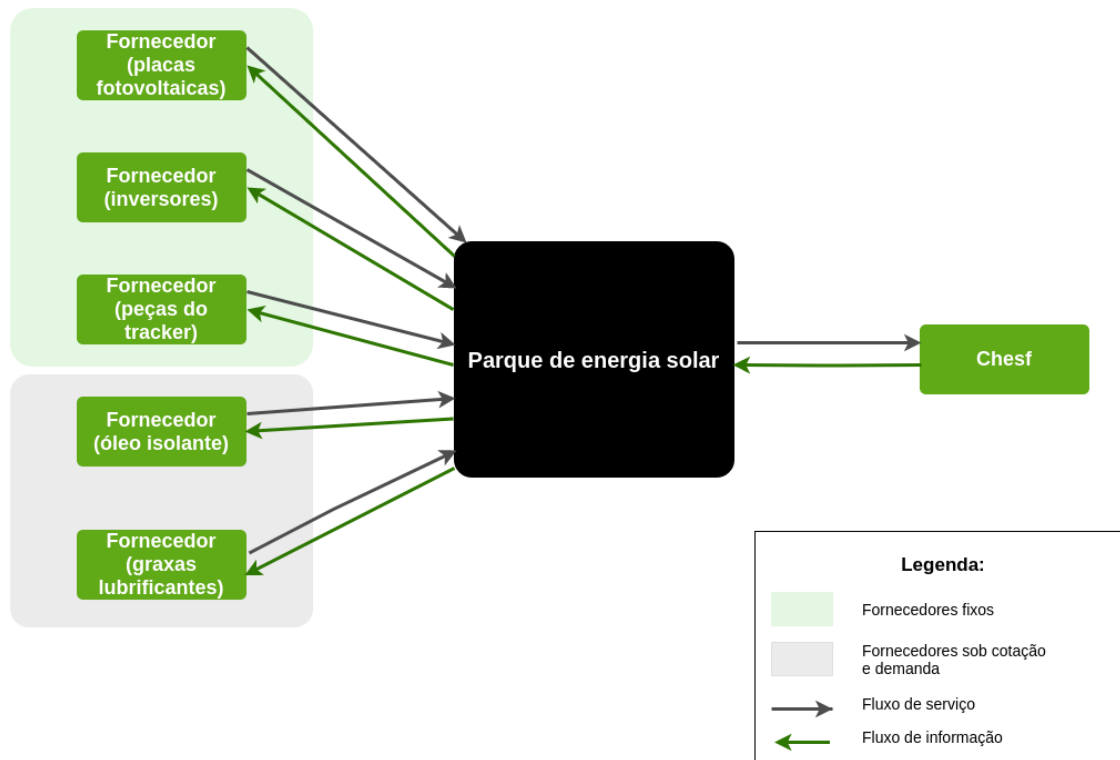 Fornecedor
(placas
fotovoltaicas)
Fornecedor
(inversores)
Fornecedor
(peças do
tracker)
Fornecedor
(óleo isolante)
Fornecedor
(graxas
lubrificantes)
Parque de energia solar
Chesf
Legenda:
Fornecedores fixos
Fornecedores sob cotação
e demanda
Fluxo de serviço
Fluxo de informação